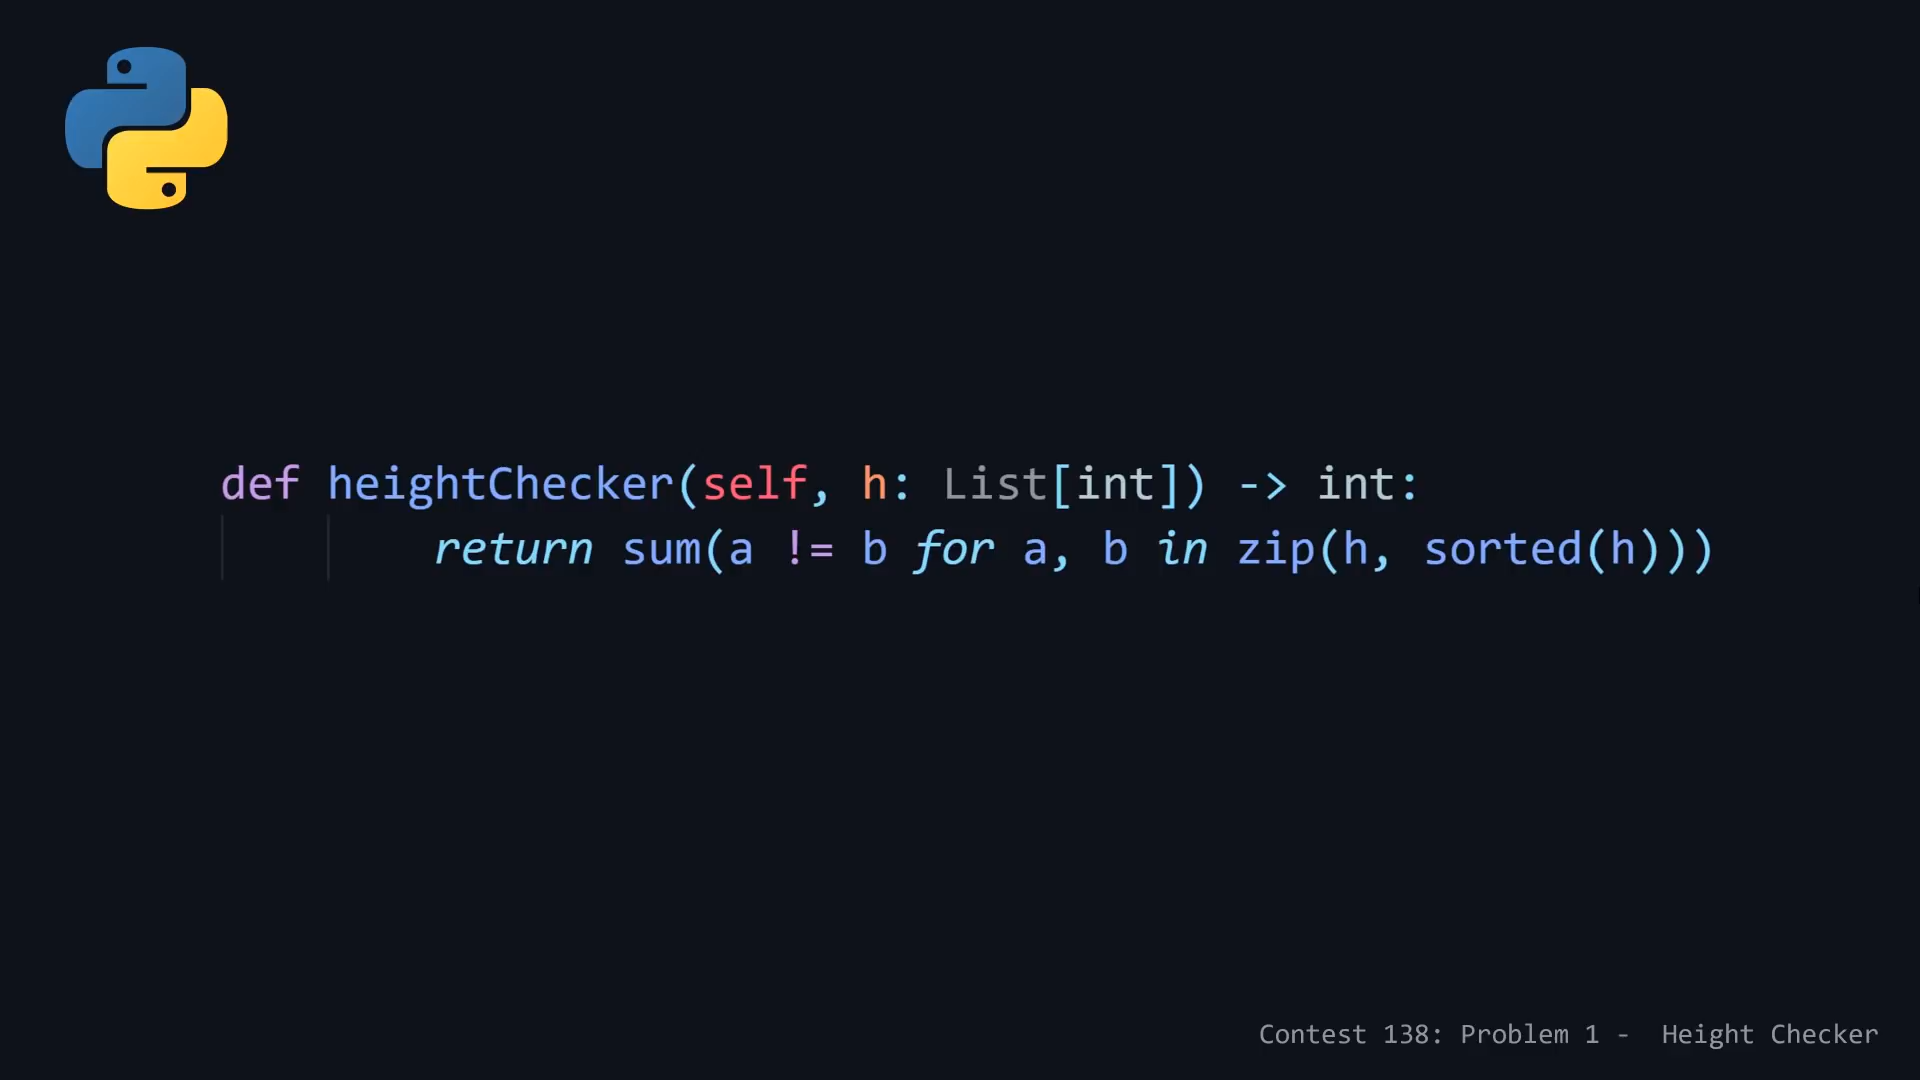 def heightChecker(self, h: List[int]) -> int:
return sum(a != b for a, b in zip(h, sorted(h)))
Contest 138: Problem 1 - Height Checker